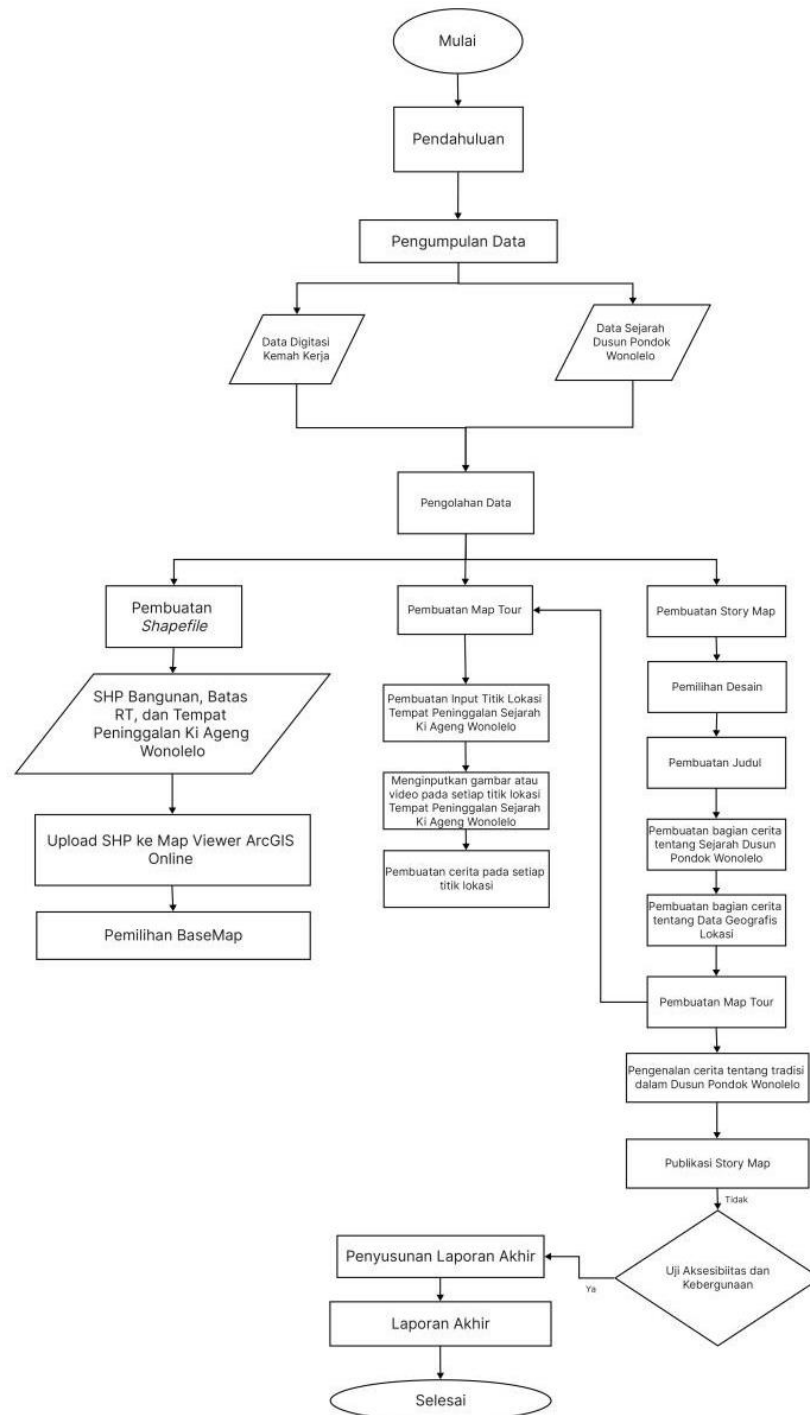 Mulai
Pendahuluan
Pengumpulan Data
Data Digitasi
Kemah Kerja
Data Sejarah
Dusun Pondok
Wonolelo
Pengolahan Data
Pembuatan
Shapefile
SHP Bangunan, Batas
RT, dan Tempat
Peninggalan Ki Ageng
Wonolelo
Upload SHP ke Map Viewer ArcGIS
Online
Pemilihan BaseMap
Pembuatan Map Tour
Pembuatan Input Titik Lokasi
Tempat Peninggalan Sejarah
Ki Ageng Wonolelo
Menginputkan gambar atau
video pada setiap titik lokasi
Tempat Peninggalan Sejarah
Ki Ageng Wonolelo
Pembuatan cerita pada setiap
titik lokasi
Pembuatan Story Map
Pemilihan Desain
Pembuatan Judul
Pembuatan bagian cerita
tentang Sejarah Dusun
Pondok Wonolelo
Pembuatan bagian cerita
tentang Data Geografis
Lokasi
Pembuatan Map Tour
Pengenalan cerita tentang tradisi
dalam Dusun Pondok Wonolelo
Publikasi Story Map
Tidak
Uji Aksesibiitas dan
Kebergunaan
Ya
Penyusunan Laporan Akhir
Laporan Akhir
Selesai